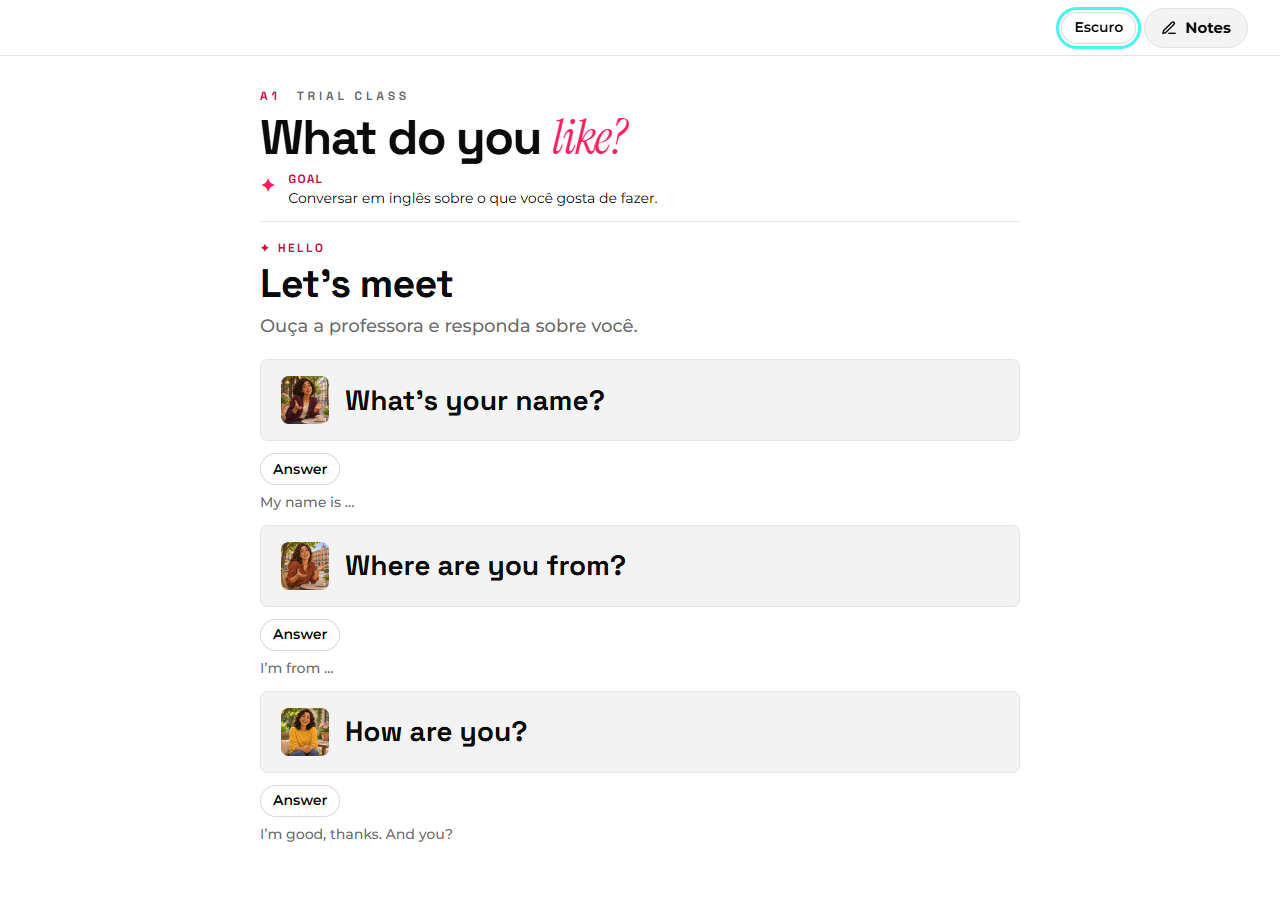 Escuro
Notes
A1 TRIAL CLASS
What do you like?
GOAL
Conversar em inglês sobre o que você gosta de fazer.
HELLO
Let’s meet
Ouça a professora e responda sobre você.
What’s your name?
Answer
My name is …
Where are you from?
Answer
I’m from …
How are you?
Answer
I’m good, thanks. And you?